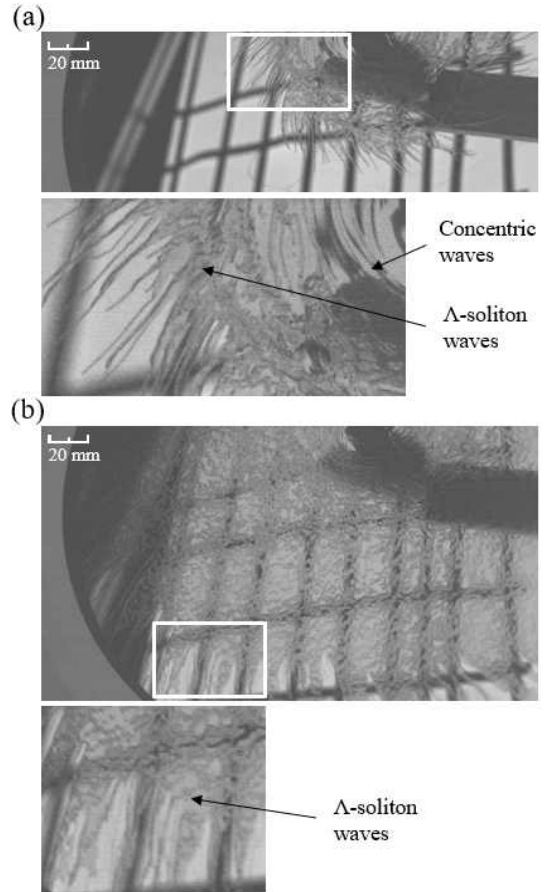 (a)
20 mm
Concentric
waves
Λ-soliton
waves
(b)
20 mm
Λ-soliton
waves